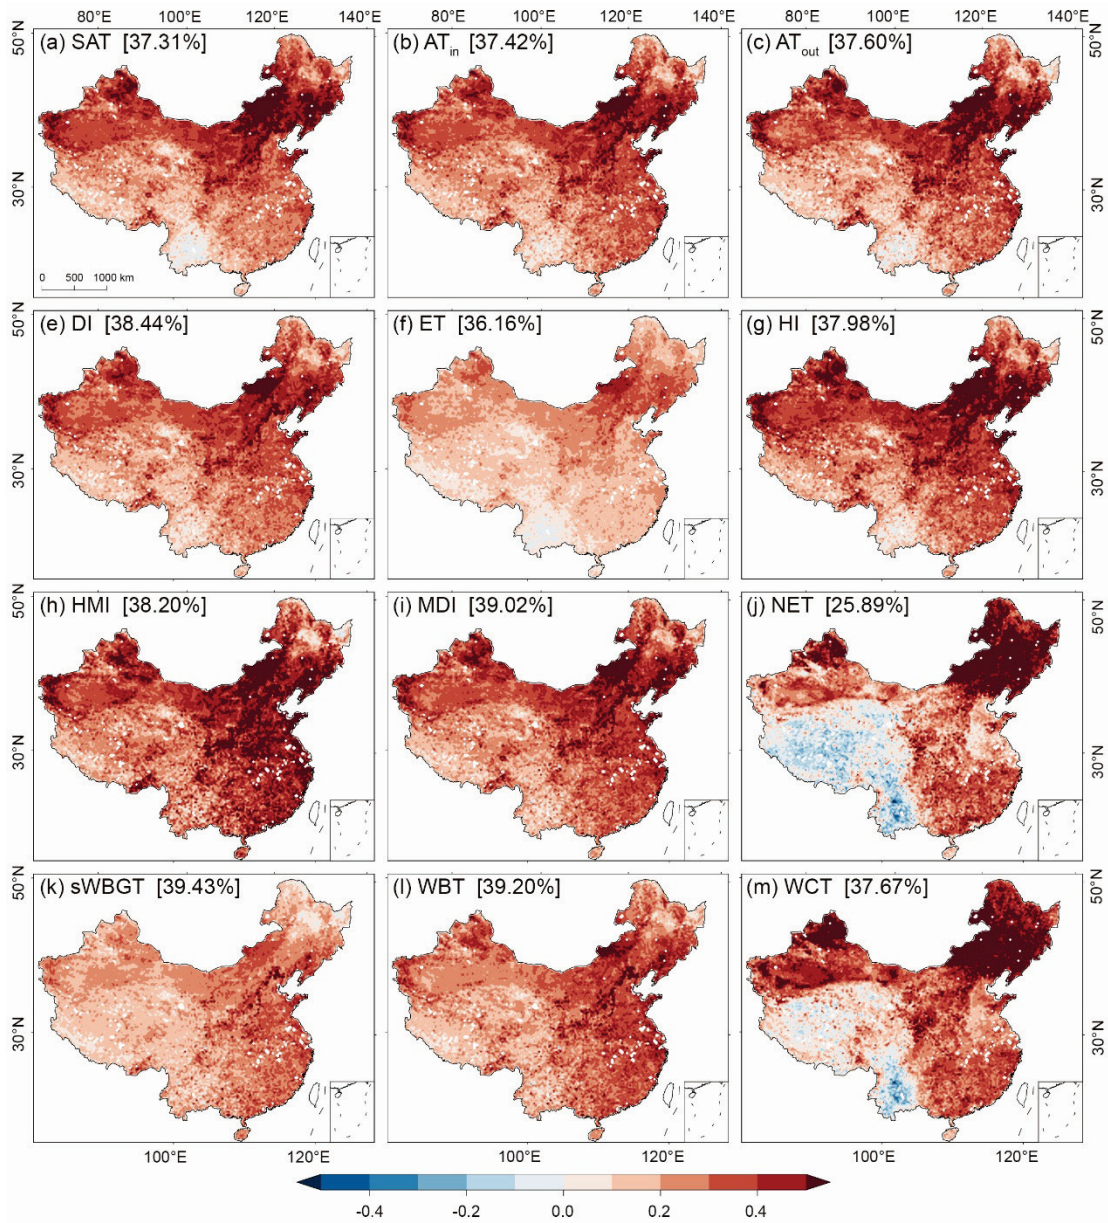 80°E 100°E 120°E 140°E 80°E 100°E 120°E 140°E 80°E 100°E 120°E 140°E
50°N (a) SAT [37.31%] (b) ATin [37.42%] (c) ATout [37.60%] 50°N
30°N 30°N
0 500 1000 km
50°N (e) DI [38.44%] (f) ET [36.16%] (g) HI [37.98%] 50°N
30°N 30°N
50°N (h) HMI [38.20%] (i) MDI [39.02%] (j) NET [25.89%] 50°N
30°N 30°N
50°N (k) sWBGT [39.43%] (l) WBT [39.20%] (m) WCT [37.67%] 50°N
30°N 30°N
100°E 120°E 100°E 120°E 100°E 120°E
-0.4 -0.2 0.0 0.2 0.4